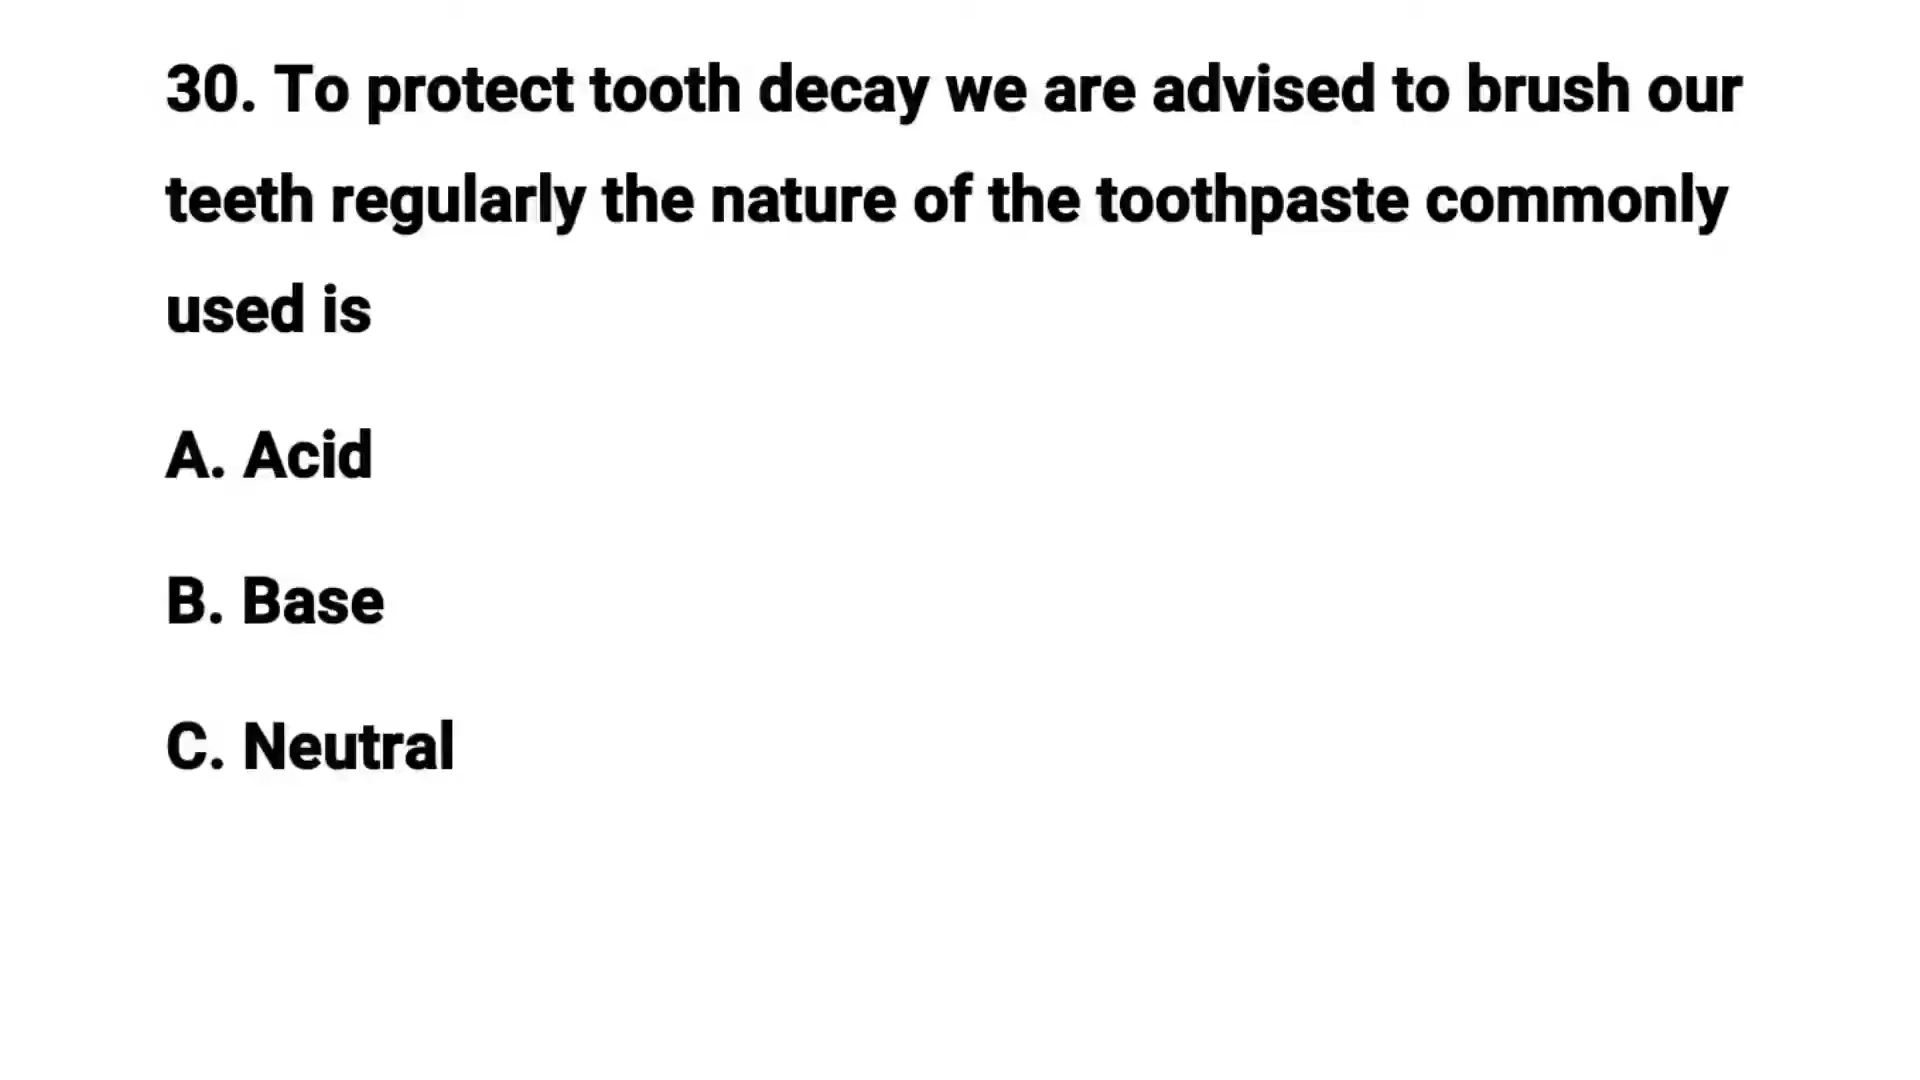 30. To protect tooth decay we are advised to brush our
teeth regularly the nature of the toothpaste commonly
used is
A. Acid
B. Base
C. Neutral